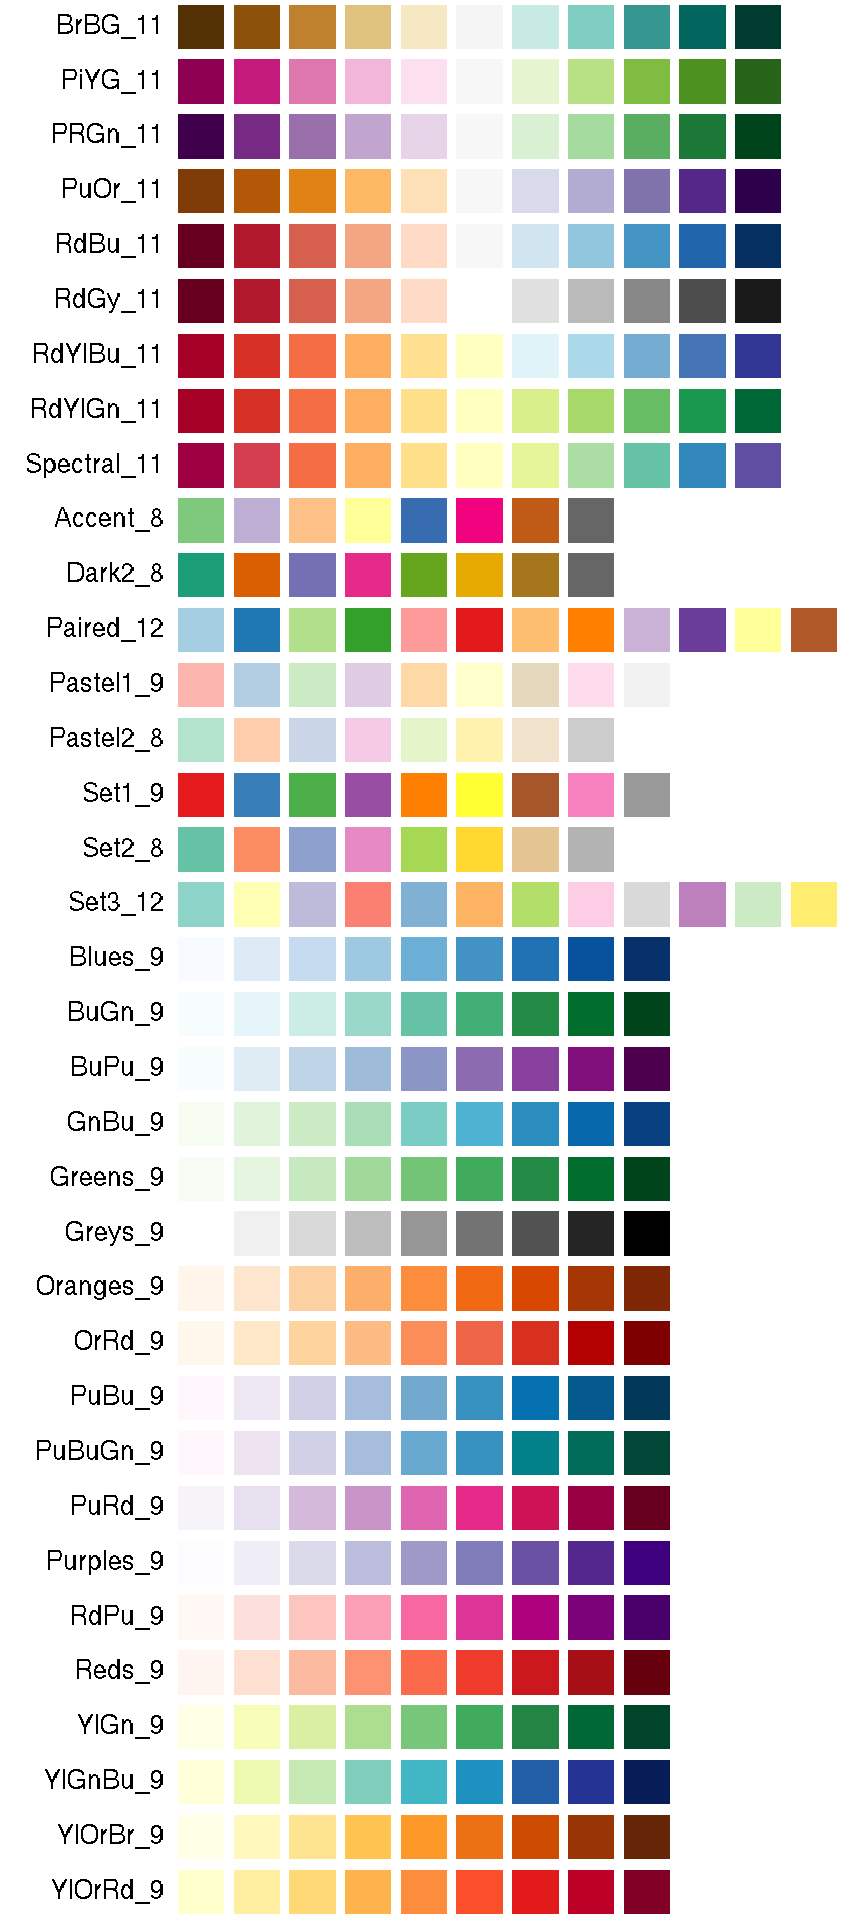 BrBG_11
PiYG_11
PRGn_11
PuOr_11
RdBu_11
RdGy_11
RdYlBu_11
RdYlGn_11
Spectral_11
Accent_8
Dark2_8
Paired_12
Pastel1_9
Pastel2_8
Set1_9
Set2_8
Set3_12
Blues_9
BuGn_9
BuPu_9
GnBu_9
Greens_9
Greys_9
Oranges_9
OrRd_9
PuBu_9
PuBuGn_9
PuRd_9
Purples_9
RdPu_9
Reds_9
YlGn_9
YlGnBu_9
YlOrBr_9
YlOrRd_9